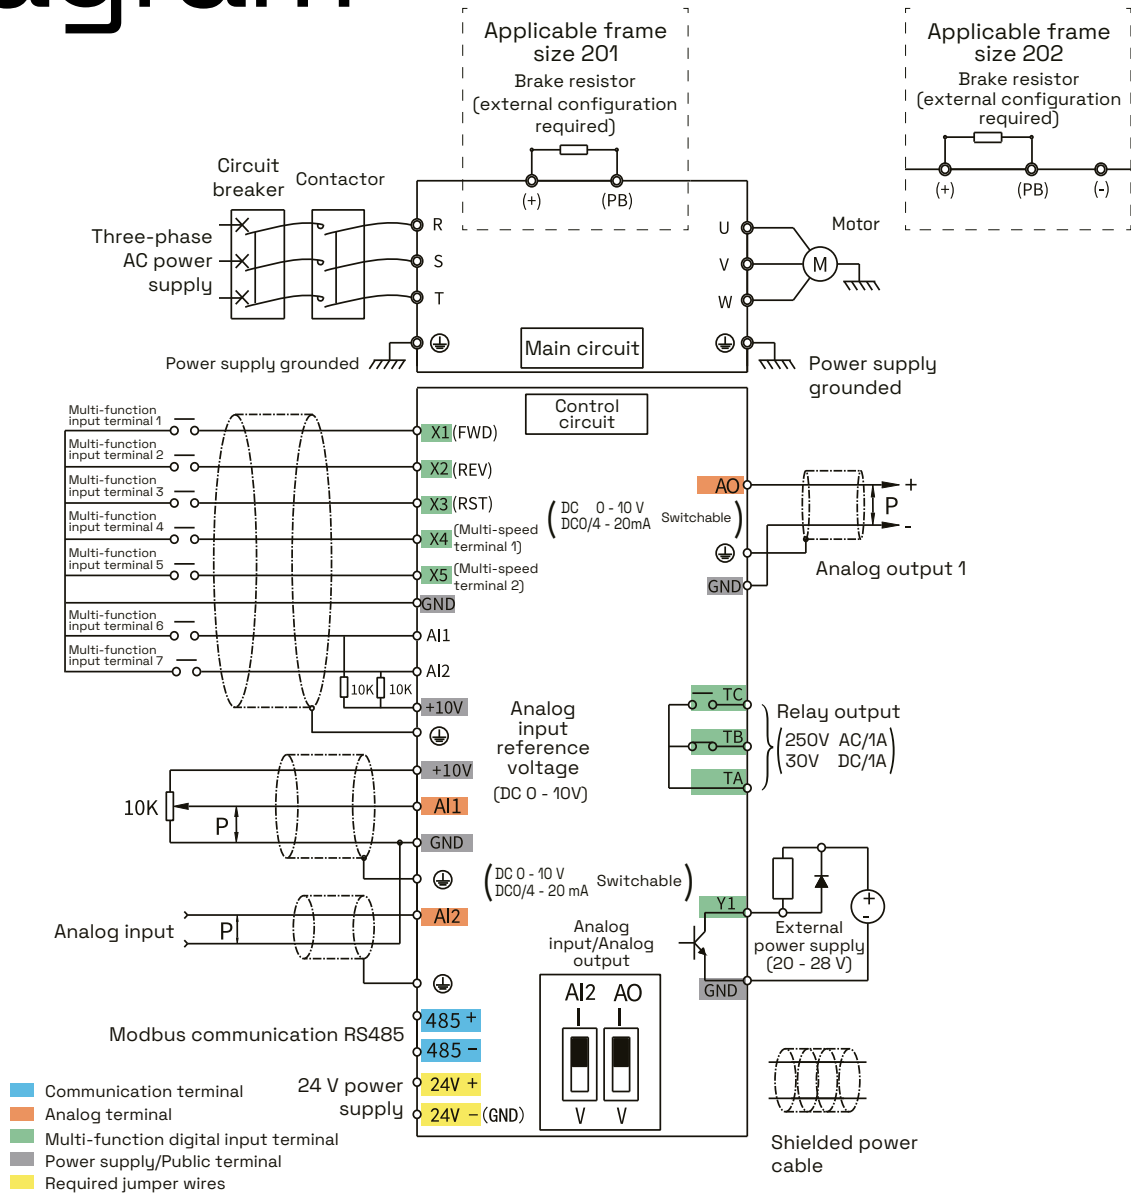 Applicable frame
size 201
Brake resistor
(external configuration
required)
(+)
(PB)
Applicable frame
size 202
Brake resistor
(external configuration
required)
(+)
(PB)
(-)
Circuit
breaker
Contactor
Three-phase
AC power
supply
R
S
T
U
V
W
Motor
M
Main circuit
Power supply grounded
Power supply
grounded
Control
circuit
Multi-function
input terminal 1
Multi-function
input terminal 2
Multi-function
input terminal 3
Multi-function
input terminal 4
Multi-function
input terminal 5
Multi-function
input terminal 6
Multi-function
input terminal 7
X1 (FWD)
X2 (REV)
X3 (RST)
X4 (Multi-speed
terminal 1)
X5 (Multi-speed
terminal 2)
GND
AI1
AI2
10K
10K
+10V
AO
(DC 0 - 10 V
DC0/4 - 20mA Switchable)
GND
+
P
-
Analog output 1
Analog
input
reference
voltage
(DC 0 - 10V)
TC
TB
TA
Relay output
(250V AC/1A
30V DC/1A)
+10V
10K
AI1
P
GND
(DC 0 - 10 V
DC0/4 - 20 mA Switchable)
AI2
Analog input
P
Y1
GND
+
-
External
power supply
(20 - 28 V)
Analog
input/Analog
output
AI2 AO
V V
Modbus communication RS485
485 +
485 -
24 V power
supply
24V +
24V - (GND)
Communication terminal
Analog terminal
Multi-function digital input terminal
Power supply/Public terminal
Required jumper wires
Shielded power
cable